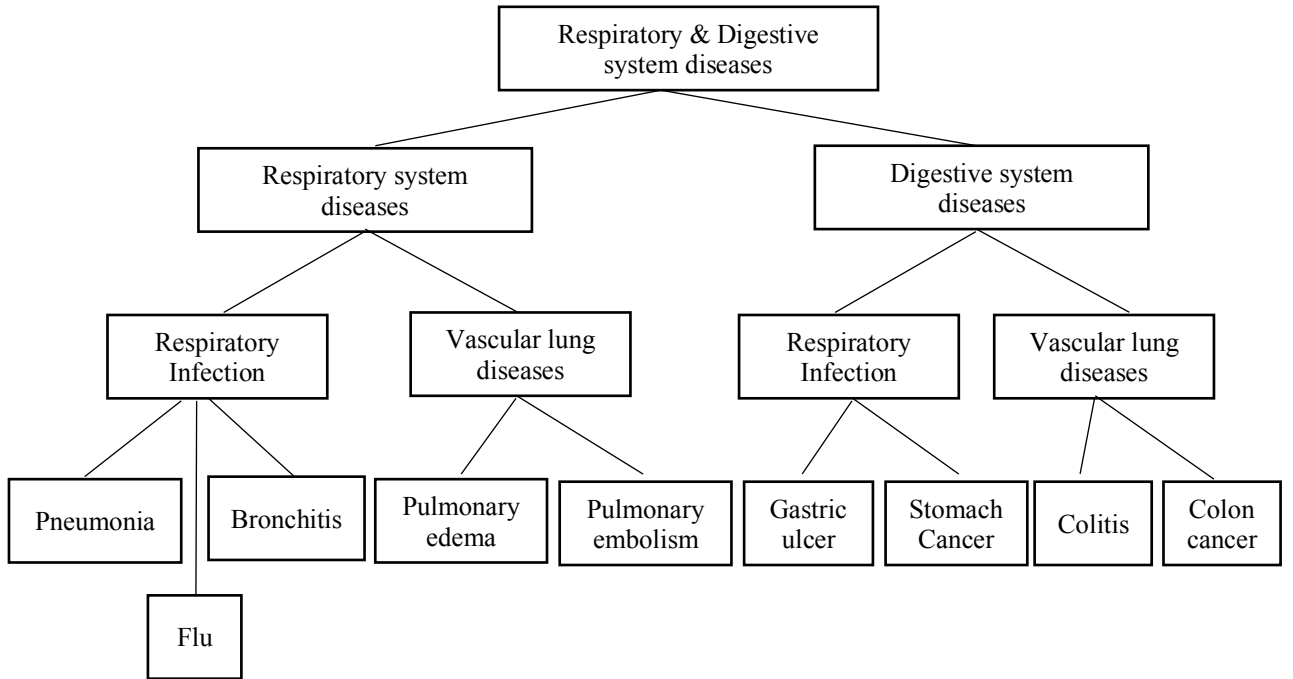 Respiratory & Digestive
system diseases
Respiratory system
diseases
Digestive system
diseases
Respiratory
Infection
Vascular lung
diseases
Respiratory
Infection
Vascular lung
diseases
Pneumonia
Bronchitis
Pulmonary
edema
Pulmonary
embolism
Gastric
ulcer
Stomach
Cancer
Colitis
Colon
cancer
Flu